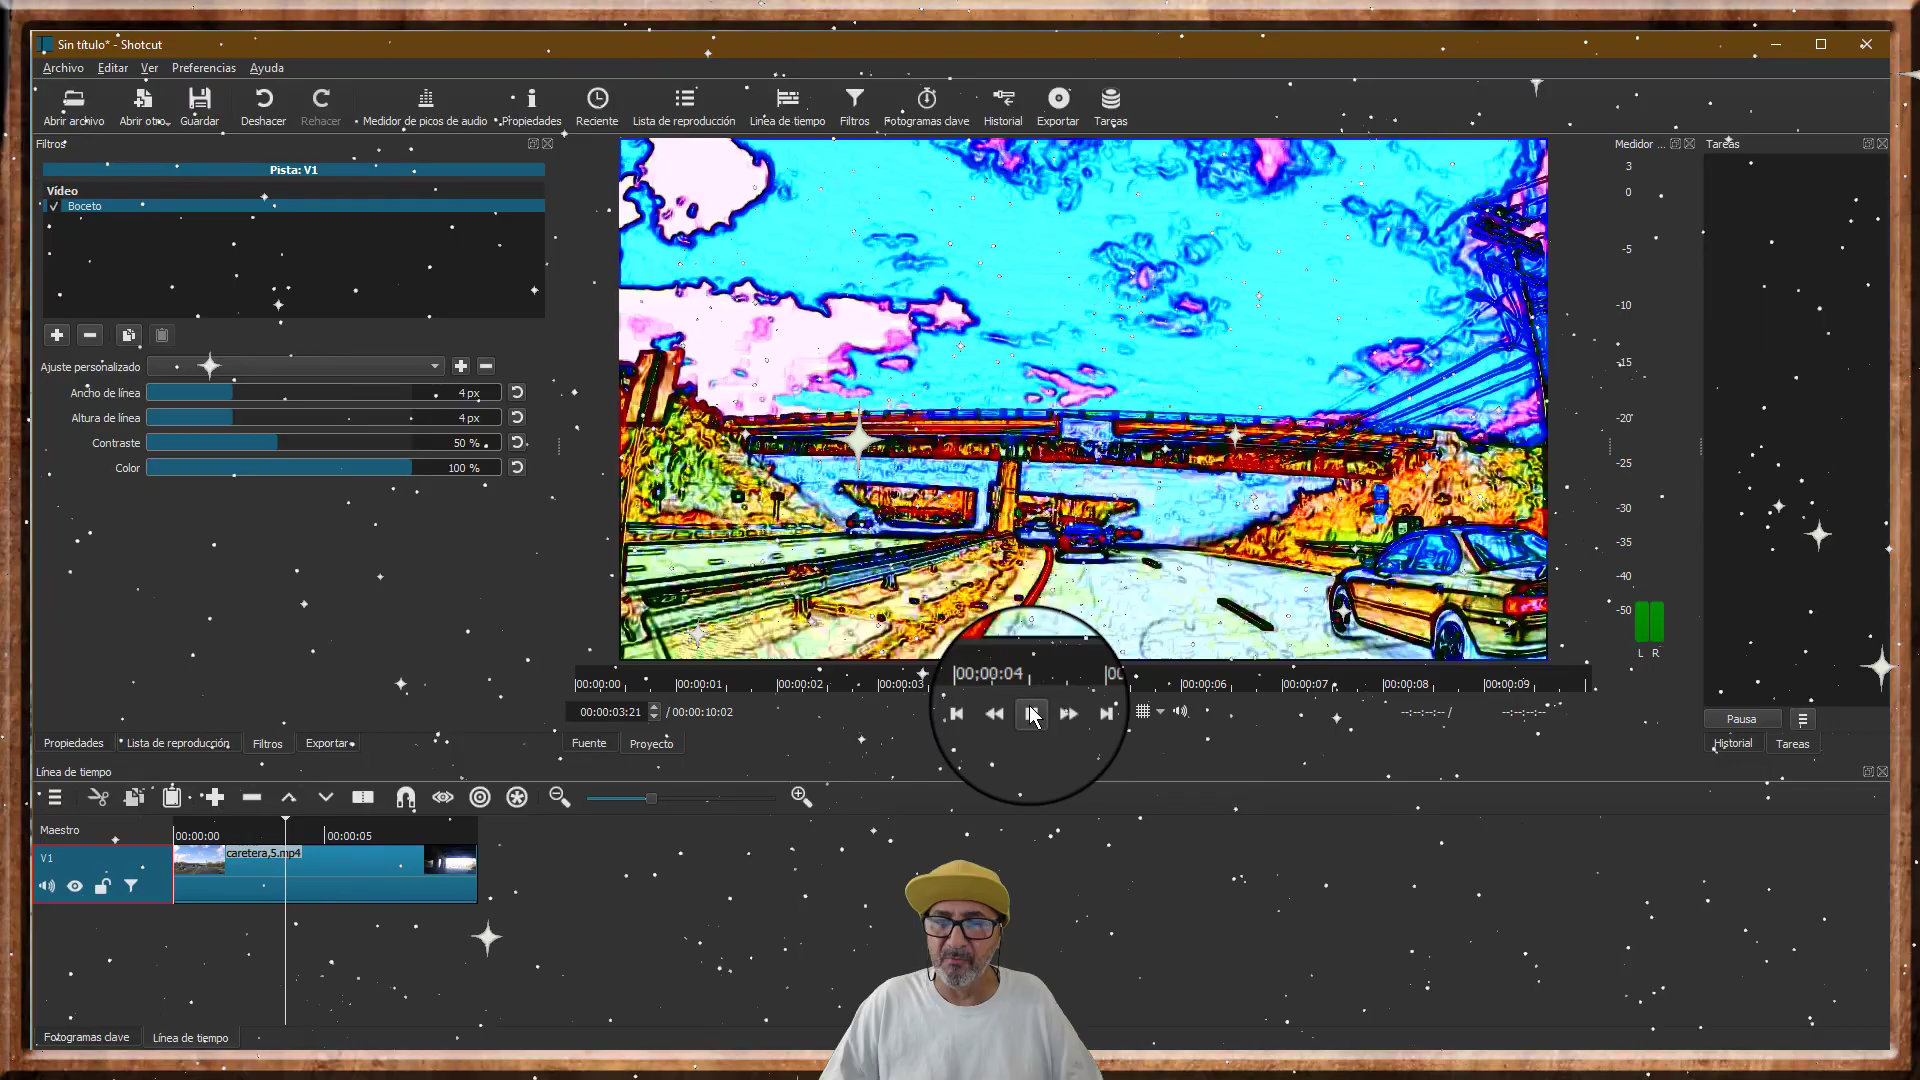 Sin título* - Shotcut
Archivo Editar Ver Preferencias Ayuda
Abrir archivo Abrir otro Guardar Deshacer Rehacer Medidor de picos de audio Propiedades Reciente Lista de reproducción Línea de tiempo Filtros Fotogramas clave Historial Exportar Tareas
Filtros
Medidor ...
Tareas
Pista: V1
Vídeo
Boceto
Ajuste personalizado
Ancho de línea 4 px
Altura de línea 4 px
Contraste 50 %
Color 100 %
3
0
-5
-10
-15
-20
-25
-30
-35
-40
-50
L R
00:00:00 00:00:01 00:00:02 00:00:03 00;00:04 00:00:06 00:00:07 00:00:08 00:00:09
00:00:03;21 / 00:00:10;02 --:--:--:-- / --:--:--:--
Pausa
Propiedades Lista de reproducción Filtros Exportar
Fuente Proyecto
Historial Tareas
Línea de tiempo
Maestro
00:00:00 00:00:05
V1
caretera,5.mp4
Fotogramas clave Línea de tiempo